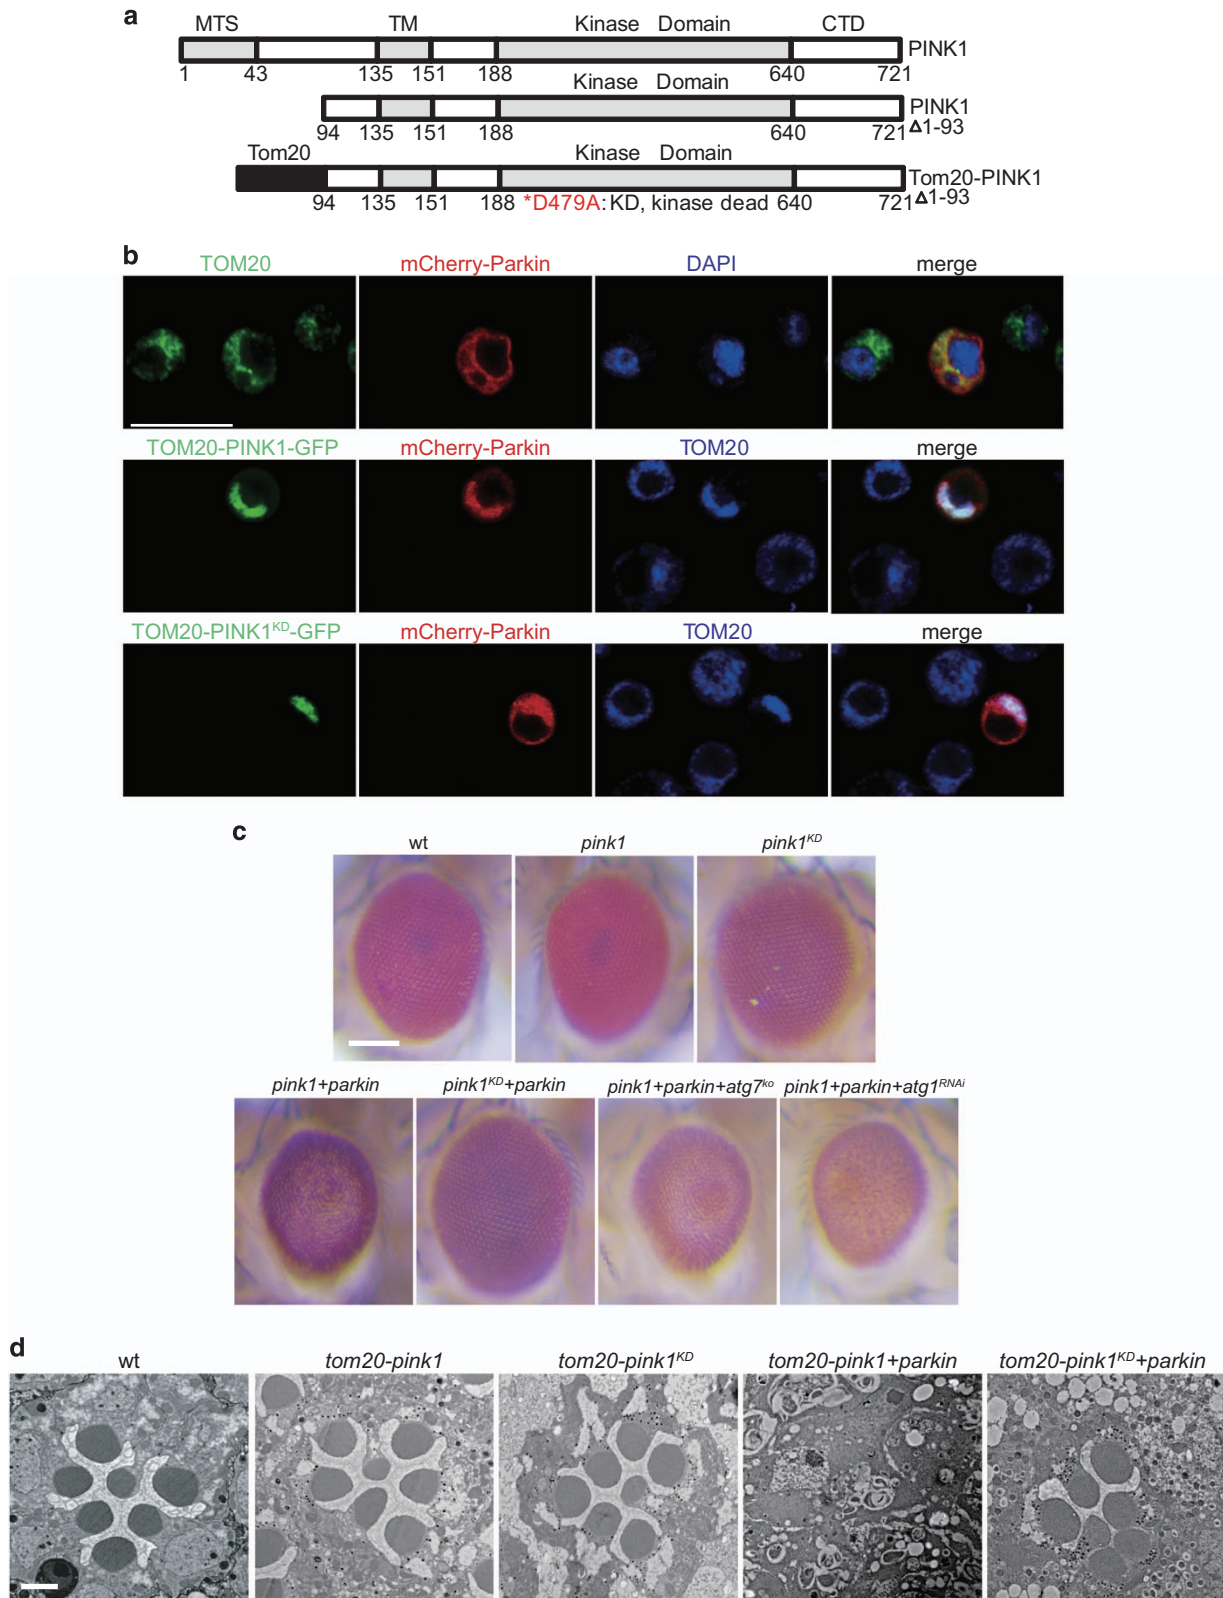 a
MTS TM Kinase Domain CTD
PINK1
1 43 135 151 188 640 721
Kinase Domain
PINK1
Δ1-93
94 135 151 188 640 721
Tom20 Kinase Domain
Tom20-PINK1
Δ1-93
94 135 151 188 *D479A: KD, kinase dead 640 721
b
TOM20 mCherry-Parkin DAPI merge
TOM20-PINK1-GFP mCherry-Parkin TOM20 merge
TOM20-PINK1KD-GFP mCherry-Parkin TOM20 merge
c
wt pink1 pink1KD
pink1+parkin pink1KD+parkin pink1+parkin+atg7ko pink1+parkin+atg1RNAi
d
wt tom20-pink1 tom20-pink1KD tom20-pink1+parkin tom20-pink1KD+parkin